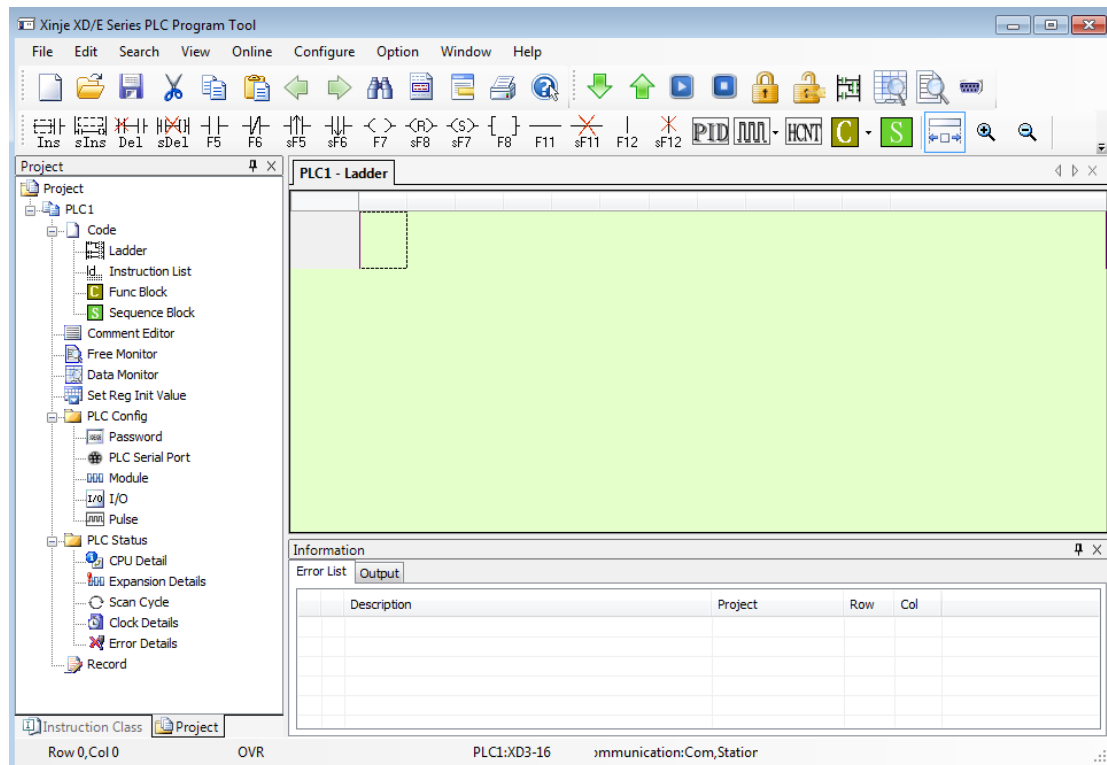 Xinje XD/E Series PLC Program Tool
File Edit Search View Online Configure Option Window Help
Ins sIns Del sDel F5 F6 sF5 sF6 F7 sF8 sF7 F8 F11 sF11 F12 sF12 PID HCNT C S
Project
PLC1 - Ladder
Project
PLC1
Code
Ladder
Instruction List
Func Block
Sequence Block
Comment Editor
Free Monitor
Data Monitor
Set Reg Init Value
PLC Config
Password
PLC Serial Port
Module
I/O
Pulse
PLC Status
CPU Detail
Expansion Details
Scan Cycle
Clock Details
Error Details
Record
Information
Error List Output
Description Project Row Col
Instruction Class Project
Row 0,Col 0 OVR PLC1:XD3-16 ommunication:Com,Station